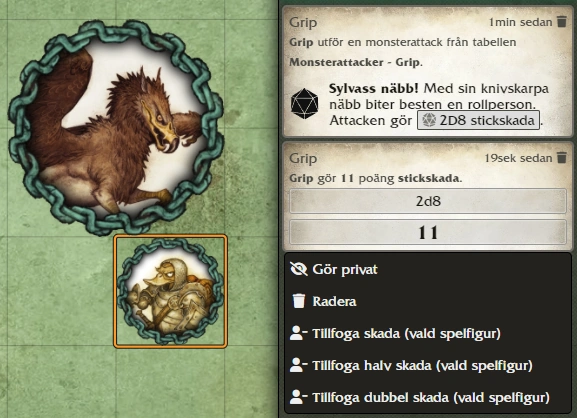 Grip 1min sedan
Grip utför en monsterattack från tabellen
Monsterattacker - Grip.
Sylvass näbb! Med sin knivskarpa
näbb biter besten en rollperson.
Attacken gör 2D8 stickskada.
Grip 19sek sedan
Grip gör 11 poäng stickskada.
2d8
11
Gör privat
Radera
Tillfoga skada (vald spelfigur)
Tillfoga halv skada (vald spelfigur)
Tillfoga dubbel skada (vald spelfigur)